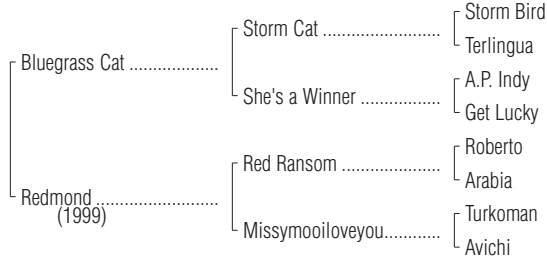 Storm Bird
Storm Cat ........................
Terlingua
Bluegrass Cat ..................
A.P. Indy
She's a Winner ................
Get Lucky
Roberto
Red Ransom ....................
Arabia
Redmond .........................
(1999)
Turkoman
Missymooiloveyou............
Avichi